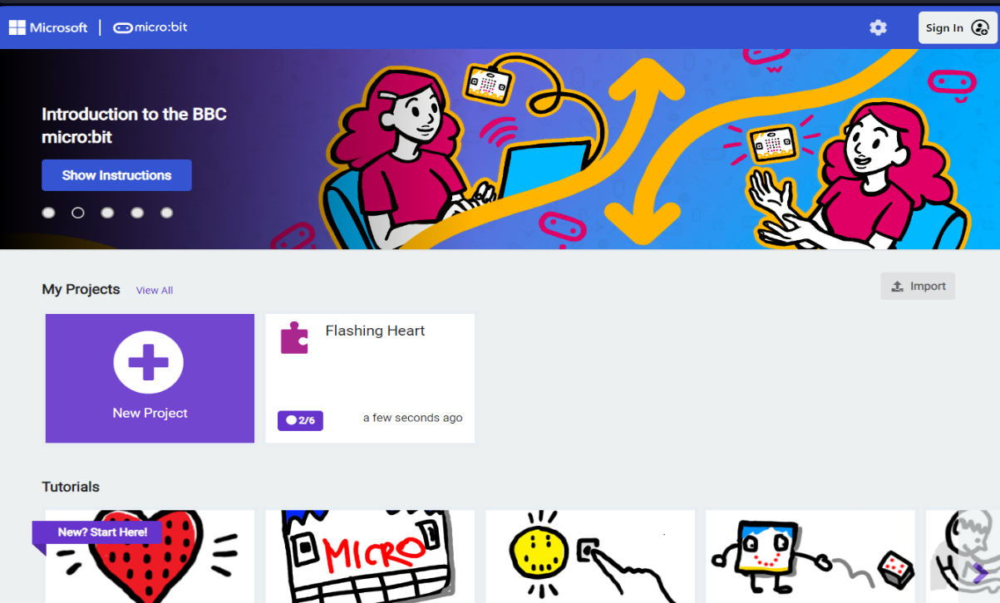 Microsoft micro:bit Sign In
Introduction to the BBC
micro:bit
Show Instructions
My Projects View All Import
New Project
Flashing Heart
2/6 a few seconds ago
Tutorials
New? Start Here!
MICRO